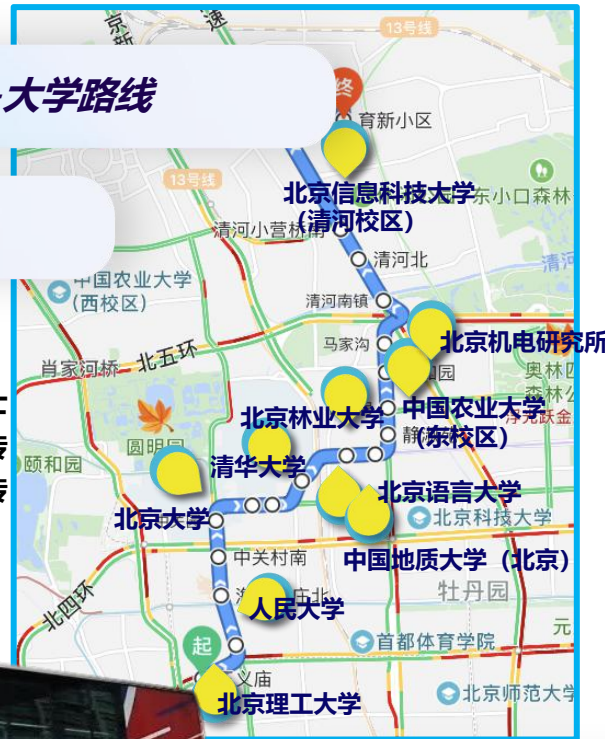 13号线
大学路线
终
育新小区
13号线
北京信息科技大学
（清河校区）
东小口森林
清河小营桥南
清河北
中国农业大学
(西校区)
清河南镇
马家沟
北京机电研究所
肖家河桥
北五环
北京林业大学
中国农业大学
（东校区）
颐和园
圆明园
清华大学
北京语言大学
北京大学
北京科技大学
中国地质大学（北京）
中关村南
牡丹园
北四环
人民大学
庄北
元
起
首都体育学院
义庙
北京理工大学
北京师范大学